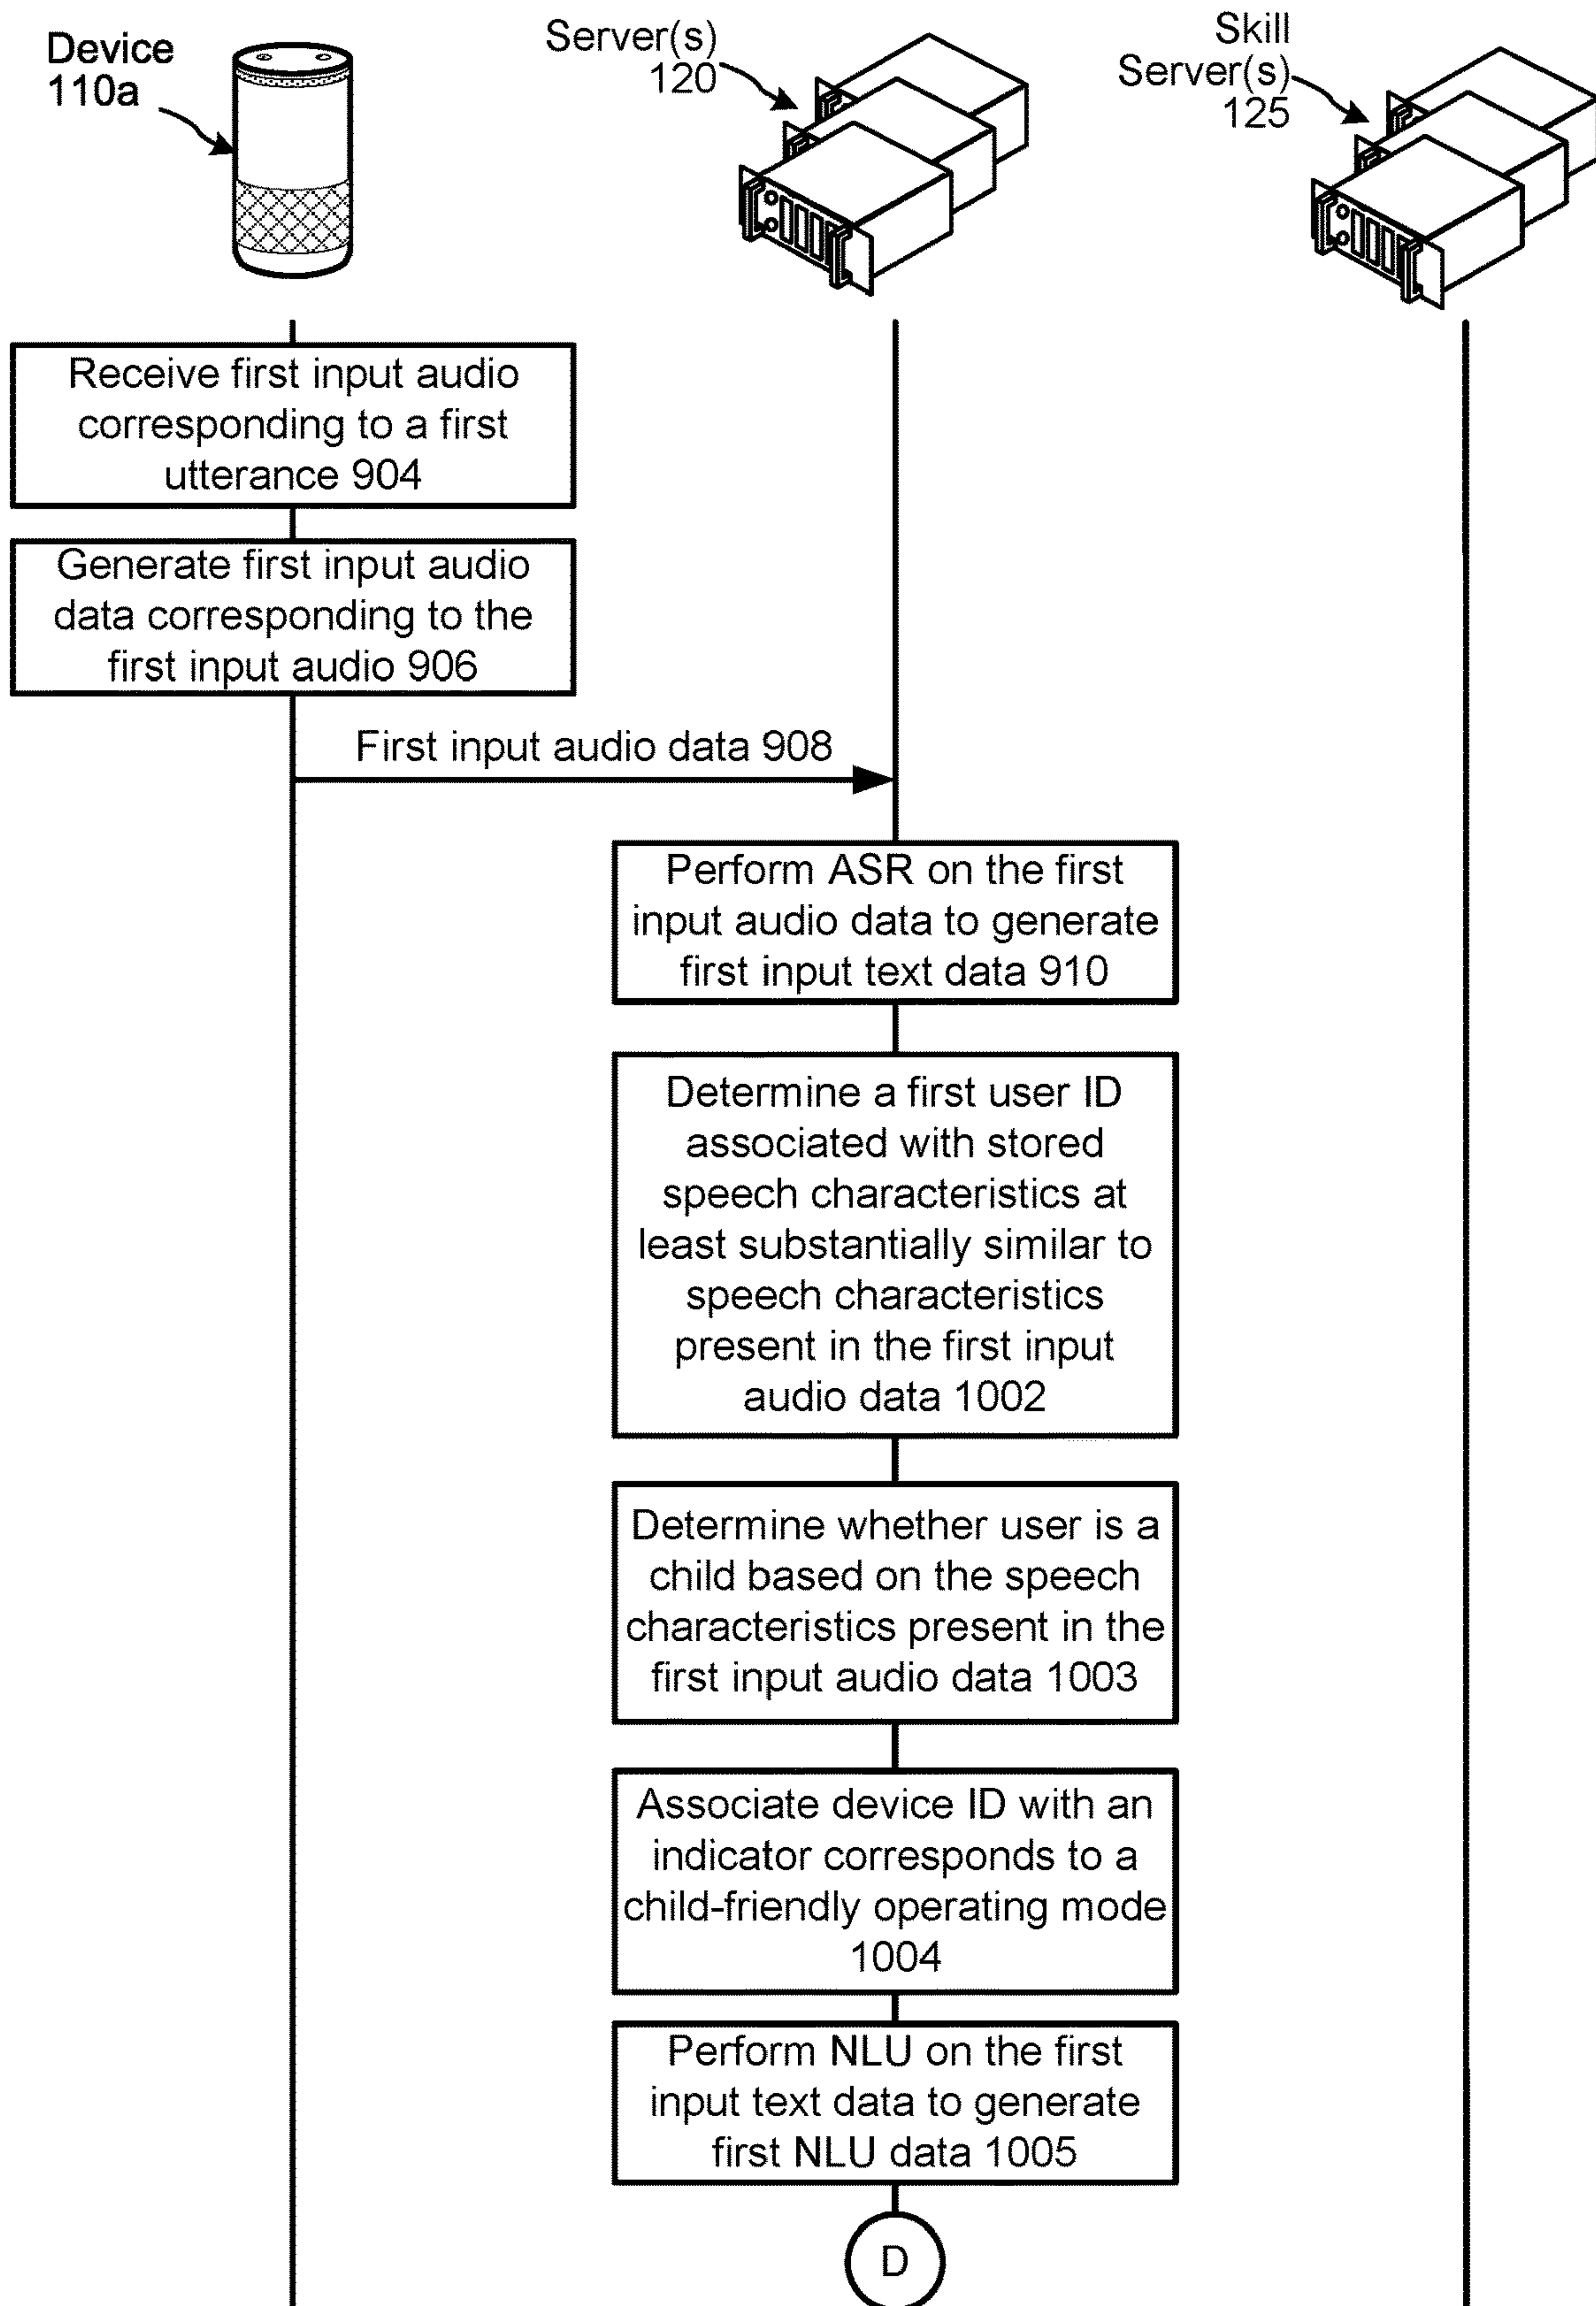 Device
110a
Server(s)
120
Skill
Server(s)
125
Receive first input audio
corresponding to a first
utterance 904
Generate first input audio
data corresponding to the
first input audio 906
First input audio data 908
Perform ASR on the first
input audio data to generate
first input text data 910
Determine a first user ID
associated with stored
speech characteristics at
least substantially similar to
speech characteristics
present in the first input
audio data 1002
Determine whether user is a
child based on the speech
characteristics present in the
first input audio data 1003
Associate device ID with an
indicator corresponds to a
child-friendly operating mode
1004
Perform NLU on the first
input text data to generate
first NLU data 1005
D